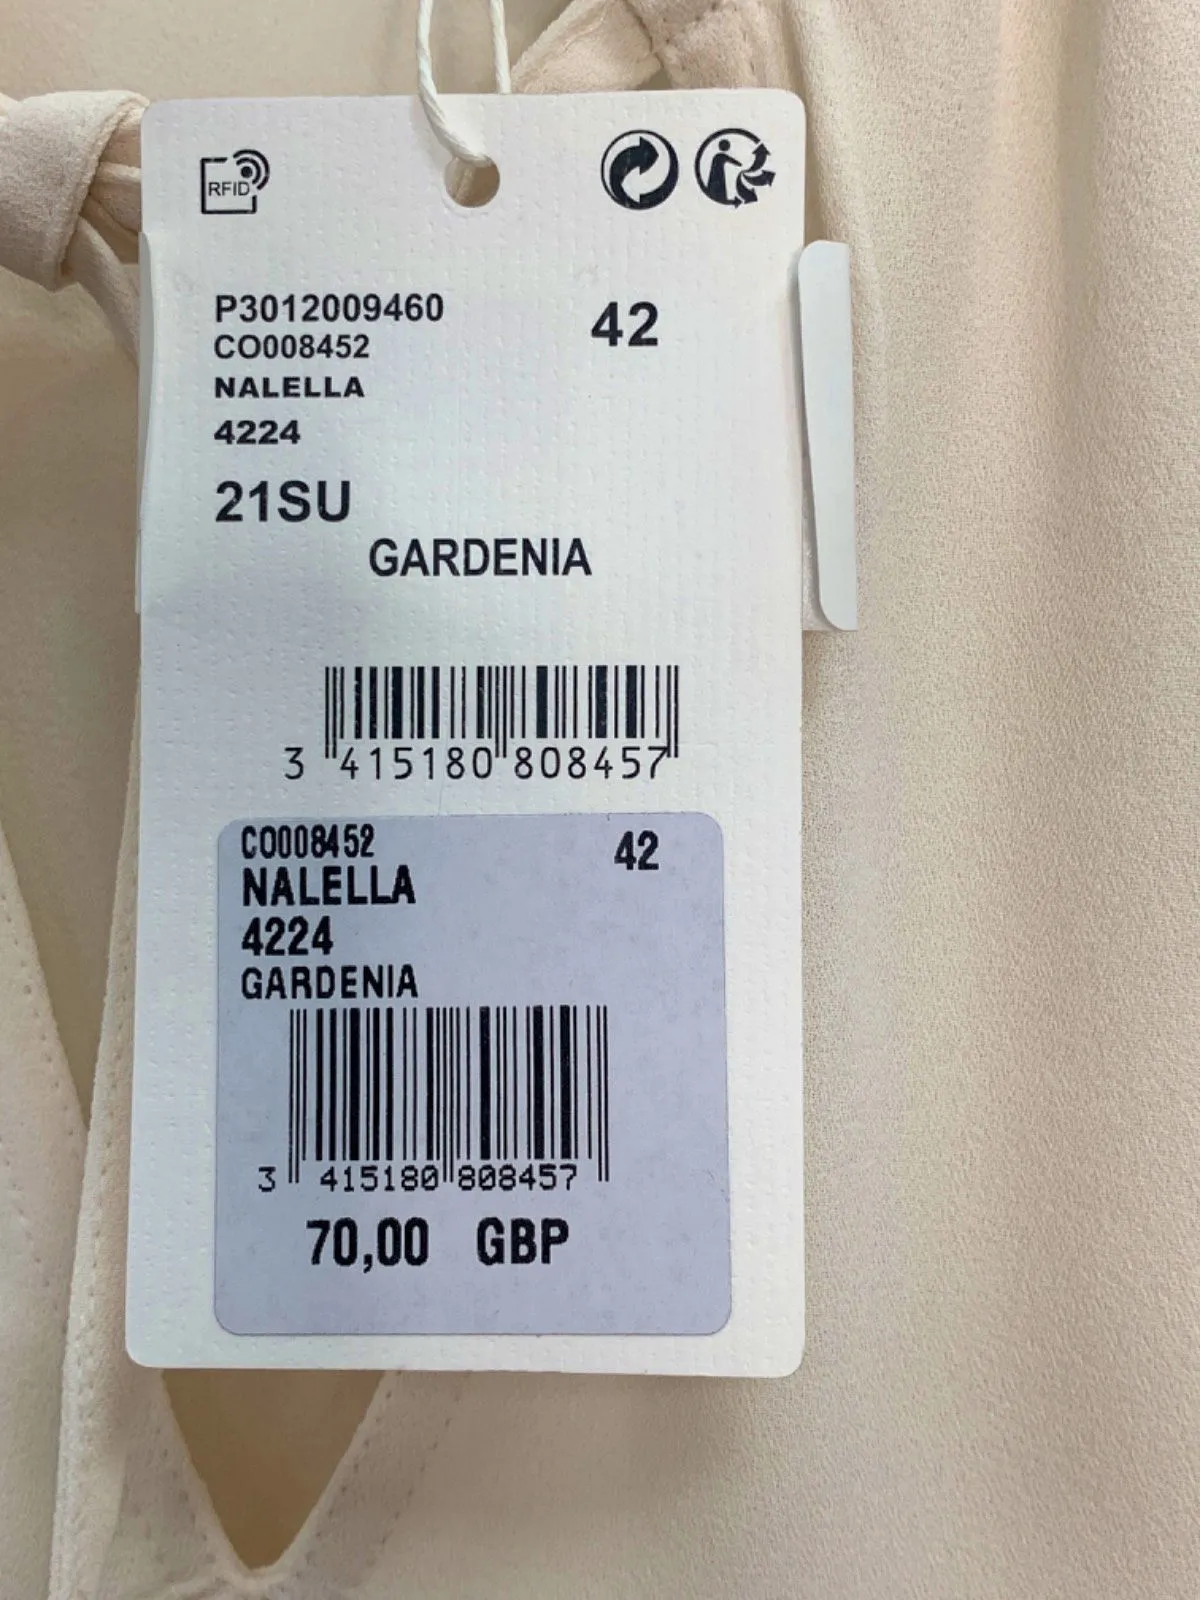 RFID
P3012009460
42
CO008452
NALELLA
4224
21SU
GARDENIA
3 415180 808457
CO008452
42
NALELLA
4224
GARDENIA
3 415180 808457
70,00 GBP